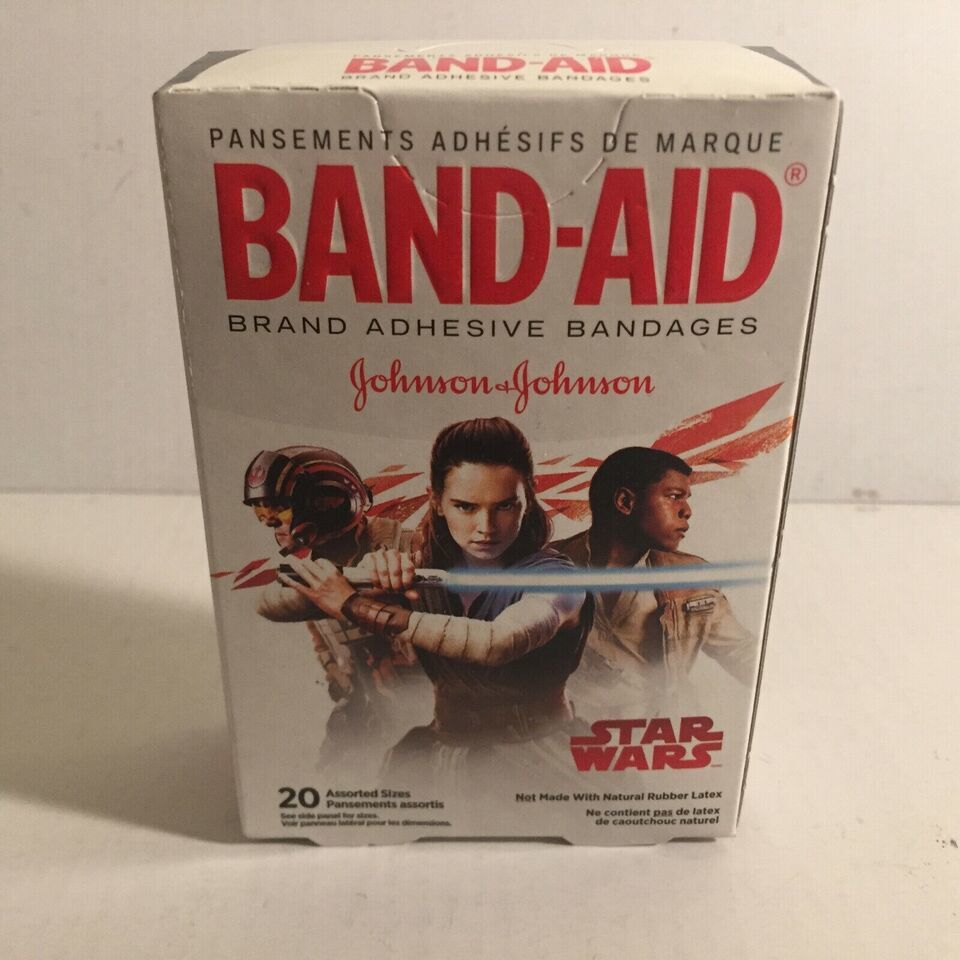 BAND-AID
BRAND ADHESIVE BANDAGES
PANSEMENTS ADHÉSIFS DE MARQUE
BAND-AID®
BRAND ADHESIVE BANDAGES
Johnson & Johnson
STAR
WARS
20 Assorted Sizes
Pansements assortis
See side panel for sizes.
Voir panneau latéral pour les dimensions.
Not Made With Natural Rubber Latex
Ne contient pas de latex
de caoutchouc naturel